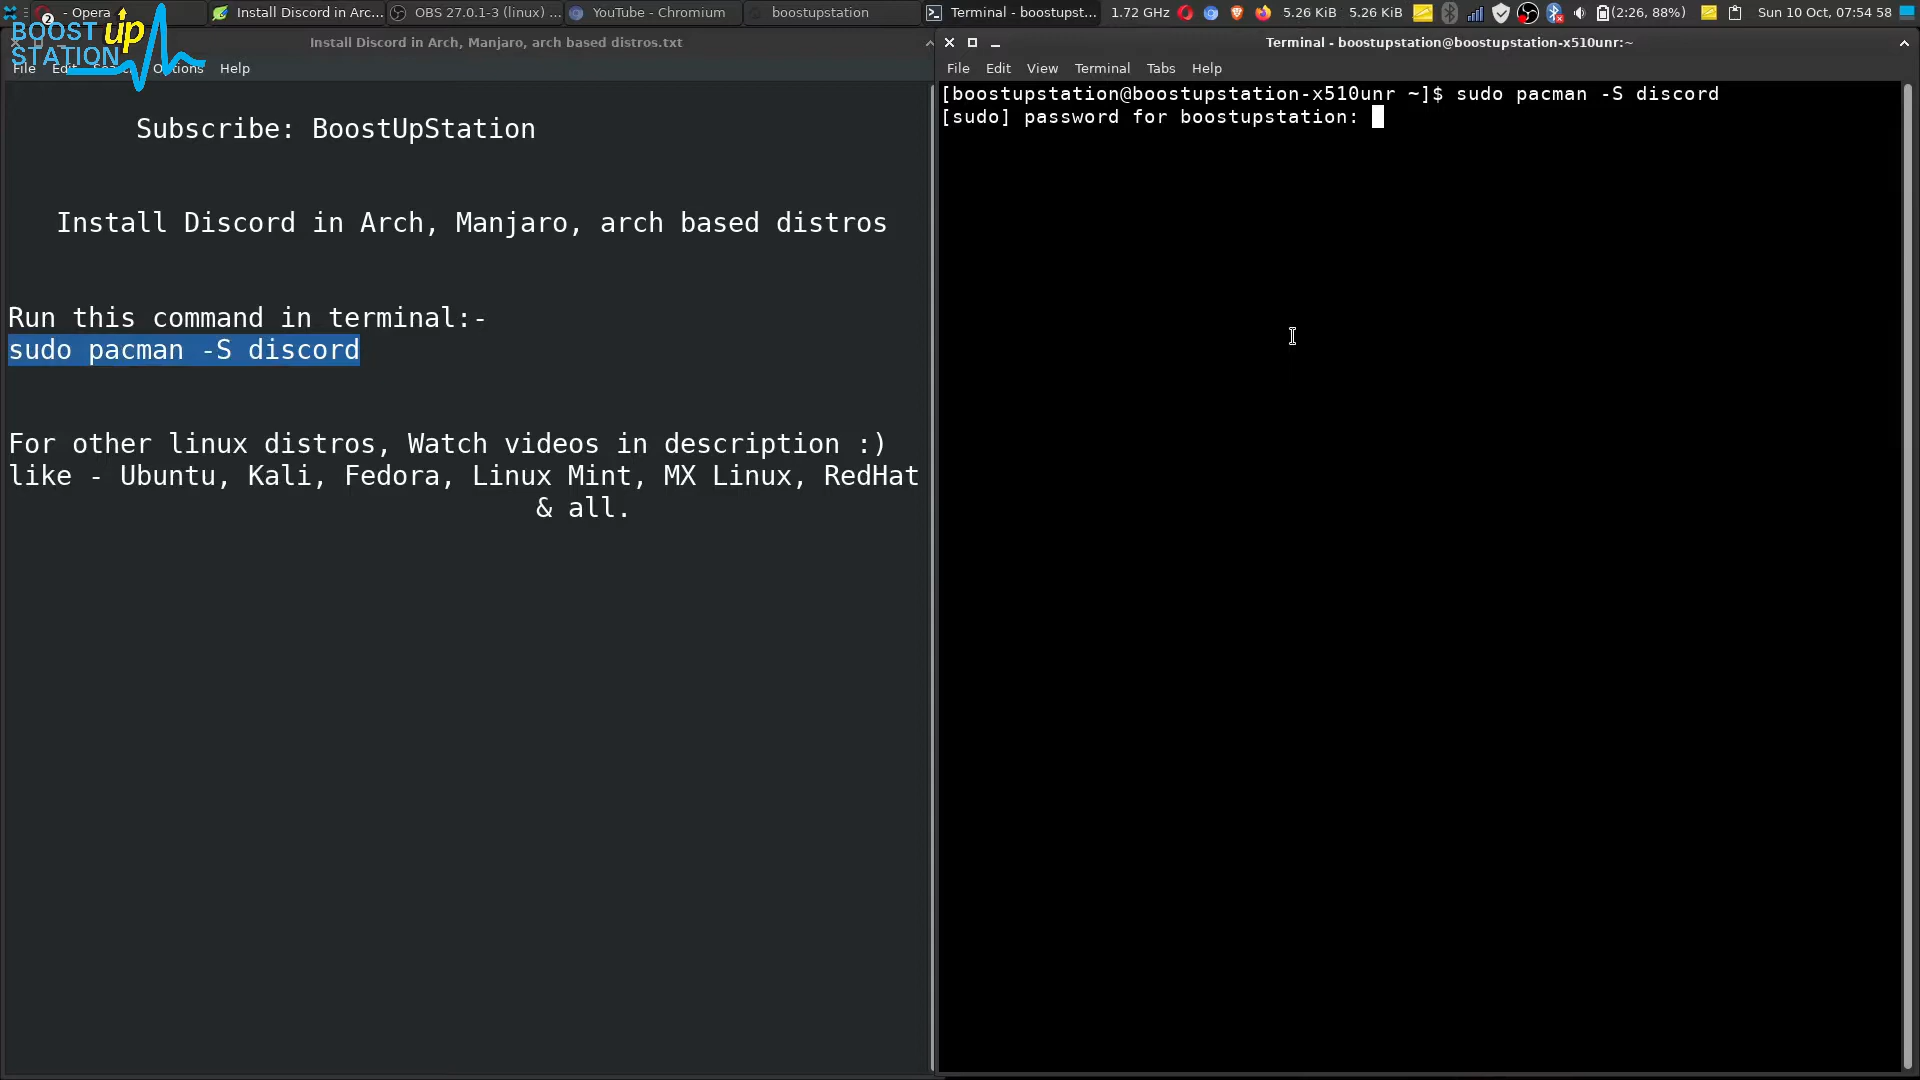 - Opera
2
Install Discord in Arc...
OBS 27.0.1-3 (linux) ...
YouTube - Chromium
boostupstation
Terminal - boostupst...
1.72 GHz
5.26 KiB
5.26 KiB
(2:26, 88%)
Sun 10 Oct, 07:54 58
BOOST up
STATION
Install Discord in Arch, Manjaro, arch based distros.txt
File Edit Options Help
Subscribe: BoostUpStation
Install Discord in Arch, Manjaro, arch based distros
Run this command in terminal:-
sudo pacman -S discord
For other linux distros, Watch videos in description :)
like - Ubuntu, Kali, Fedora, Linux Mint, MX Linux, RedHat
& all.
Terminal - boostupstation@boostupstation-x510unr:~
File Edit View Terminal Tabs Help
[boostupstation@boostupstation-x510unr ~]$ sudo pacman -S discord
[sudo] password for boostupstation: